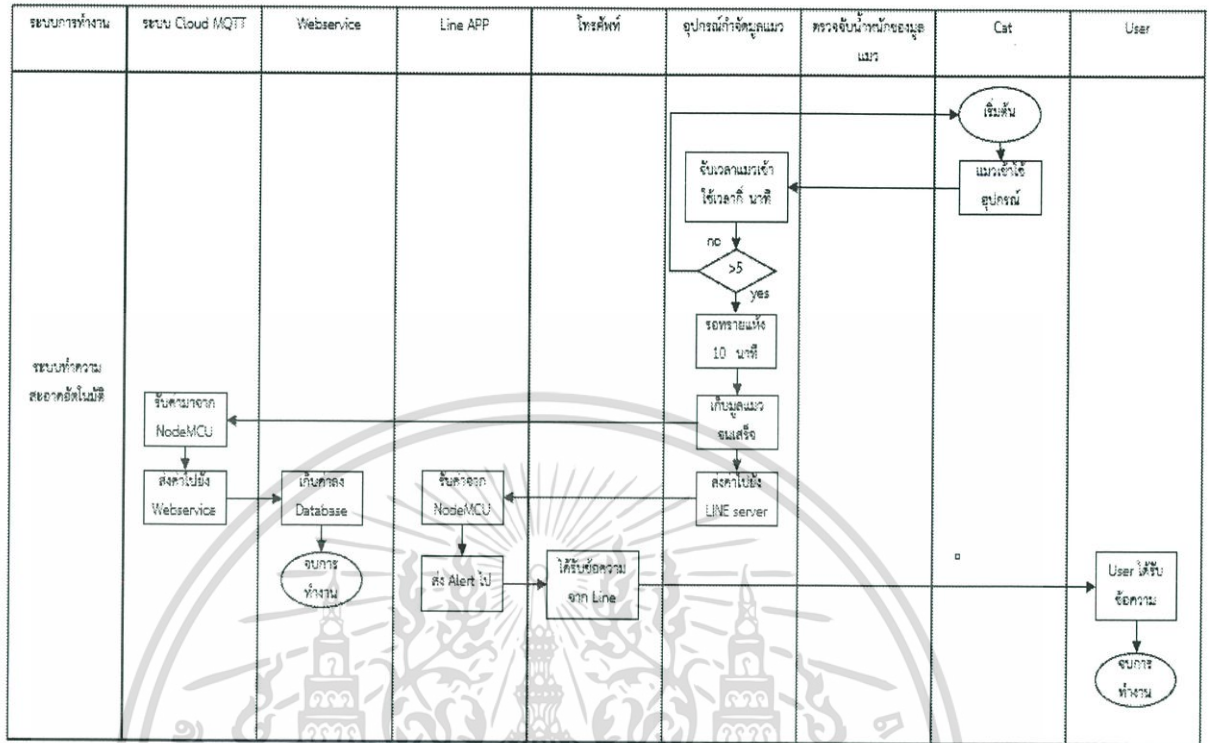 ระบบการทำงาน
ระบบ Cloud MQTT
Webservice
Line APP
โทรศัพท์
อุปกรณ์กำจัดมูลแมว
ตรวจจับน้ำหนักของมูล
แมว
Cat
User
เริ่มต้น
แมวเข้าใช้
อุปกรณ์
จับเวลาแมวเข้า
ใช้เวลากี่ นาที
no
>5
yes
รอทรายแห้ง
10 นาที
ระบบทำความ
สะอาดอัตโนมัติ
รับค่ามาจาก
NodeMCU
เก็บมูลแมว
จนเสร็จ
ส่งค่าไปยัง
Webservice
เก็บค่าลง
Database
รับค่าจาก
NodeMCU
ส่งค่าไปยัง
LINE server
จบการ
ทำงาน
ส่ง Alert ไป
ได้รับข้อความ
จาก Line
User ได้รับ
ข้อความ
จบการ
ทำงาน